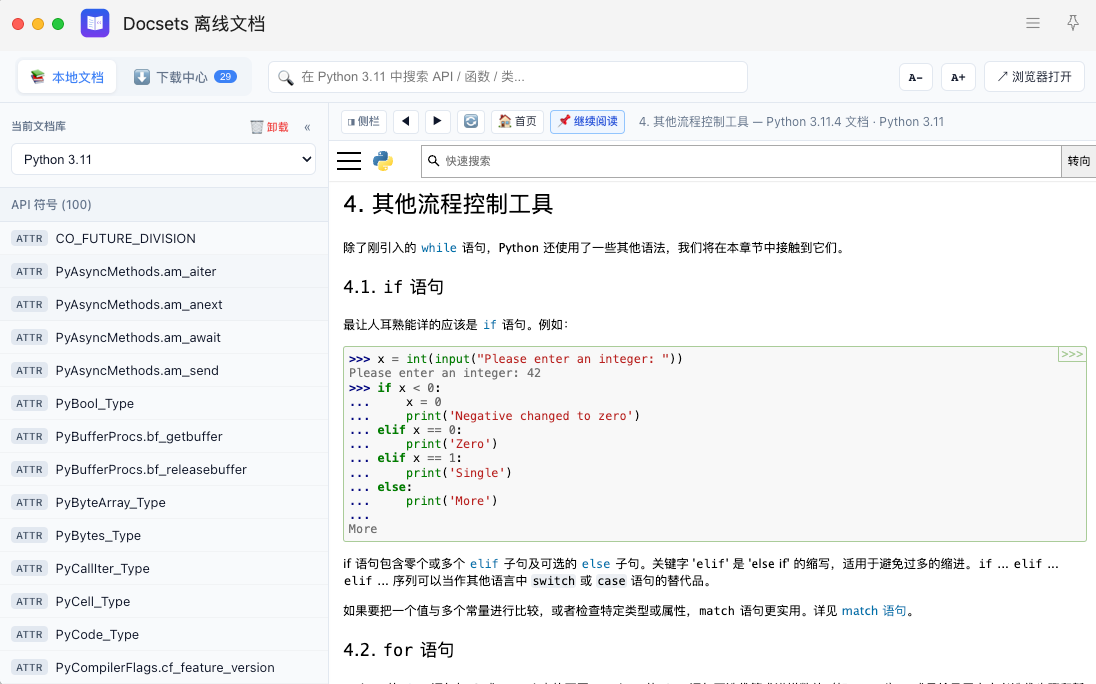 Docsets 离线文档
本地文档
下载中心 29
在 Python 3.11 中搜索 API / 函数 / 类...
A-
A+
↗ 浏览器打开
当前文档库
卸载 «
Python 3.11
API 符号 (100)
ATTR CO_FUTURE_DIVISION
ATTR PyAsyncMethods.am_aiter
ATTR PyAsyncMethods.am_anext
ATTR PyAsyncMethods.am_await
ATTR PyAsyncMethods.am_send
ATTR PyBool_Type
ATTR PyBufferProcs.bf_getbuffer
ATTR PyBufferProcs.bf_releasebuffer
ATTR PyByteArray_Type
ATTR PyBytes_Type
ATTR PyCallIter_Type
ATTR PyCell_Type
ATTR PyCode_Type
ATTR PyCompilerFlags.cf_feature_version
侧栏 ◀ ▶ 首页 继续阅读 4. 其他流程控制工具 — Python 3.11.4 文档 · Python 3.11
快速搜索 转向
4. 其他流程控制工具
除了刚引入的 while 语句，Python 还使用了一些其他语法，我们将在本章节中接触到它们。
4.1. if 语句
最让人耳熟能详的应该是 if 语句。例如：
>>>
>>> x = int(input("Please enter an integer: "))
Please enter an integer: 42
>>> if x < 0:
...     x = 0
...     print('Negative changed to zero')
... elif x == 0:
...     print('Zero')
... elif x == 1:
...     print('Single')
... else:
...     print('More')
...
More
if 语句包含零个或多个 elif 子句及可选的 else 子句。关键字 'elif' 是 'else if' 的缩写，适用于避免过多的缩进。if ... elif ...
elif ... 序列可以当作其他语言中 switch 或 case 语句的替代品。
如果要把一个值与多个常量进行比较，或者检查特定类型或属性，match 语句更实用。详见 match 语句。
4.2. for 语句